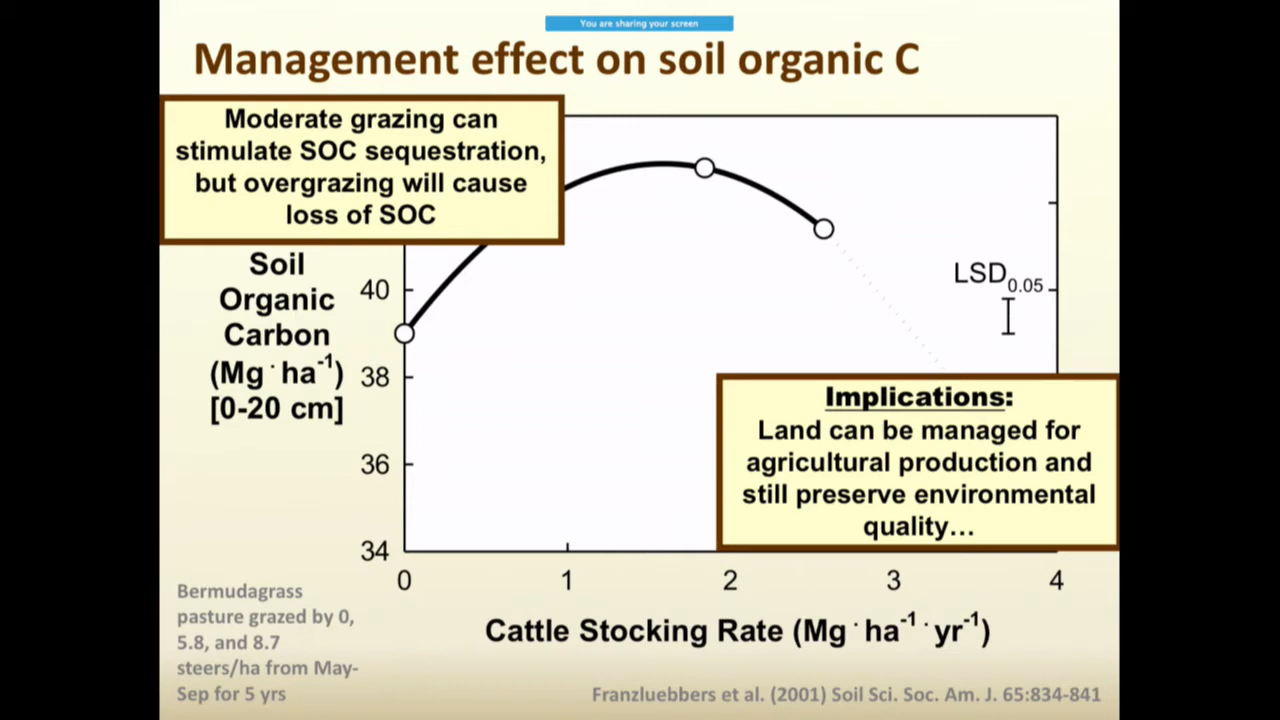 You are sharing your screen
Management effect on soil organic C
Moderate grazing can
stimulate SOC sequestration,
but overgrazing will cause
loss of SOC
Soil
Organic
Carbon
(Mg · ha⁻¹)
[0-20 cm]
40
38
36
34
0
1
2
3
4
Cattle Stocking Rate (Mg · ha⁻¹ · yr⁻¹)
LSD₀.₀₅
Implications:
Land can be managed for
agricultural production and
still preserve environmental
quality…
Bermudagrass
pasture grazed by 0,
5.8, and 8.7
steers/ha from May-
Sep for 5 yrs
Franzluebbers et al. (2001) Soil Sci. Soc. Am. J. 65:834-841